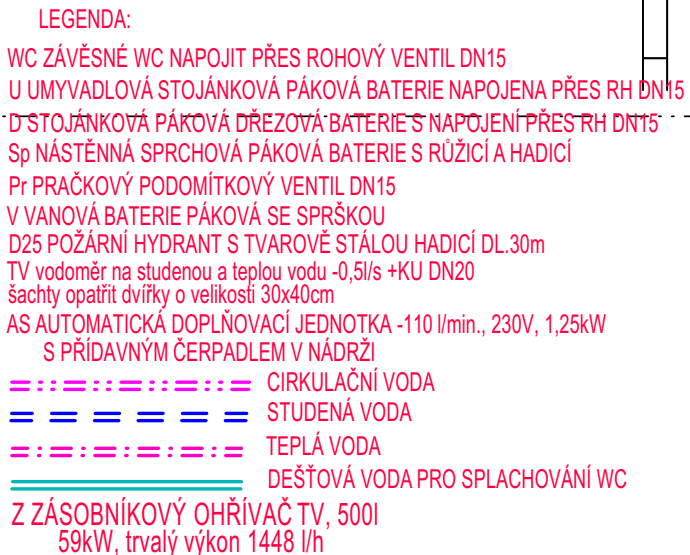 LEGENDA:
WC ZÁVĚSNÉ WC NAPOJIT PŘES ROHOVÝ VENTIL DN15
U UMYVADLOVÁ STOJÁNKOVÁ PÁKOVÁ BATERIE NAPOJENA PŘES RH DN15
D STOJÁNKOVÁ PÁKOVÁ DŘEZOVÁ BATERIE S NAPOJENÍ PŘES RH DN15
Sp NÁSTĚNNÁ SPRCHOVÁ PÁKOVÁ BATERIE S RŮŽICÍ A HADICÍ
Pr PRAČKOVÝ PODOMÍTKOVÝ VENTIL DN15
V VANOVÁ BATERIE PÁKOVÁ SE SPRŠKOU
D25 POŽÁRNÍ HYDRANT S TVAROVĚ STÁLOU HADICÍ DL.30m
TV vodoměr na studenou a teplou vodu -0,5l/s +KU DN20
šachty opatřit dvířky o velikosti 30x40cm
AS AUTOMATICKÁ DOPLŇOVACÍ JEDNOTKA -110 l/min., 230V, 1,25kW
S PŘÍDAVNÝM ČERPADLEM V NÁDRŽI
CIRKULAČNÍ VODA
STUDENÁ VODA
TEPLÁ VODA
DEŠŤOVÁ VODA PRO SPLACHOVÁNÍ WC
Z ZÁSOBNÍKOVÝ OHŘÍVAČ TV, 500l
59kW, trvalý výkon 1448 l/h